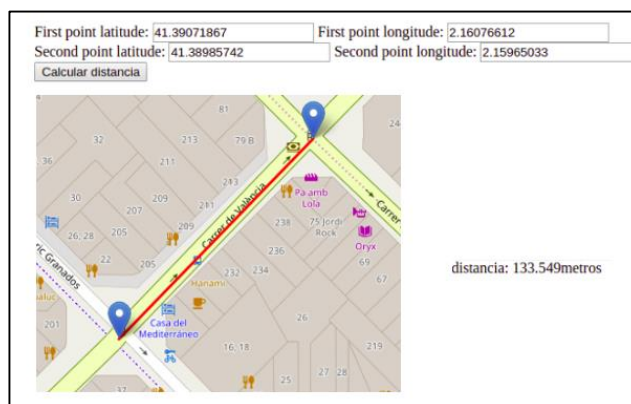 First point latitude: 41.39071867 First point longitude: 2.16076612
Second point latitude: 41.38985742 Second point longitude: 2.15965033
Calcular distancia
81
32
213
79 B
24
36
211
213
211
30
209
Pa amb
Lola
207
209
Carrer de València
238
75 Jordi
Rock
Carrer
26, 28
205
Oryx
22
205
236
69
ric Granados
232
234
67
Hanami
naluc
Casa del
Mediterráneo
26
201
16, 18
219
37
25
27
28
distancia: 133.549metros